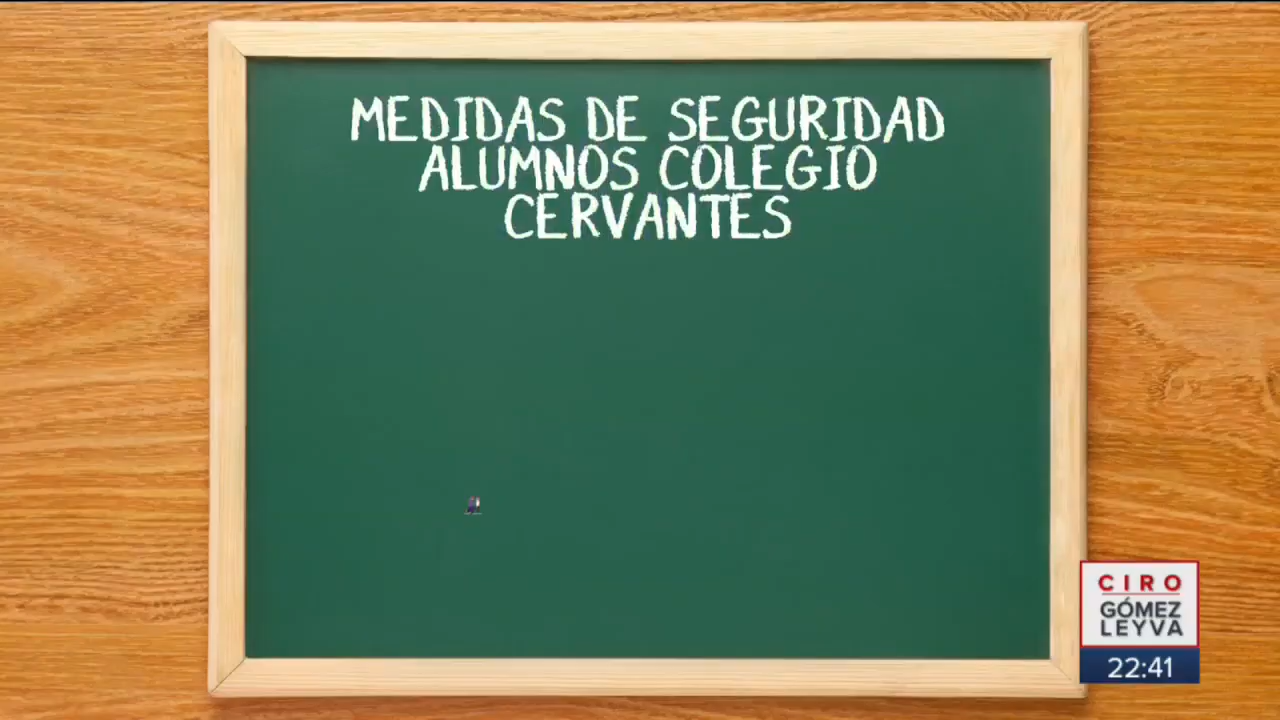 MEDIDAS DE SEGURIDAD
ALUMNOS COLEGIO
CERVANTES
CIRO
GÓMEZ
LEYVA
22:41